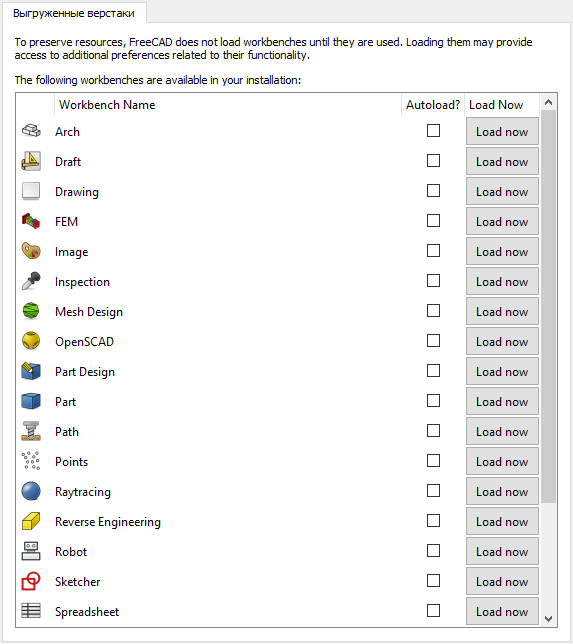 Выгруженные верстаки
To preserve resources, FreeCAD does not load workbenches until they are used. Loading them may provide
access to additional preferences related to their functionality.
The following workbenches are available in your installation:
Workbench Name Autoload? Load Now
Arch Load now
Draft Load now
Drawing Load now
FEM Load now
Image Load now
Inspection Load now
Mesh Design Load now
OpenSCAD Load now
Part Design Load now
Part Load now
Path Load now
Points Load now
Raytracing Load now
Reverse Engineering Load now
Robot Load now
Sketcher Load now
Spreadsheet Load now